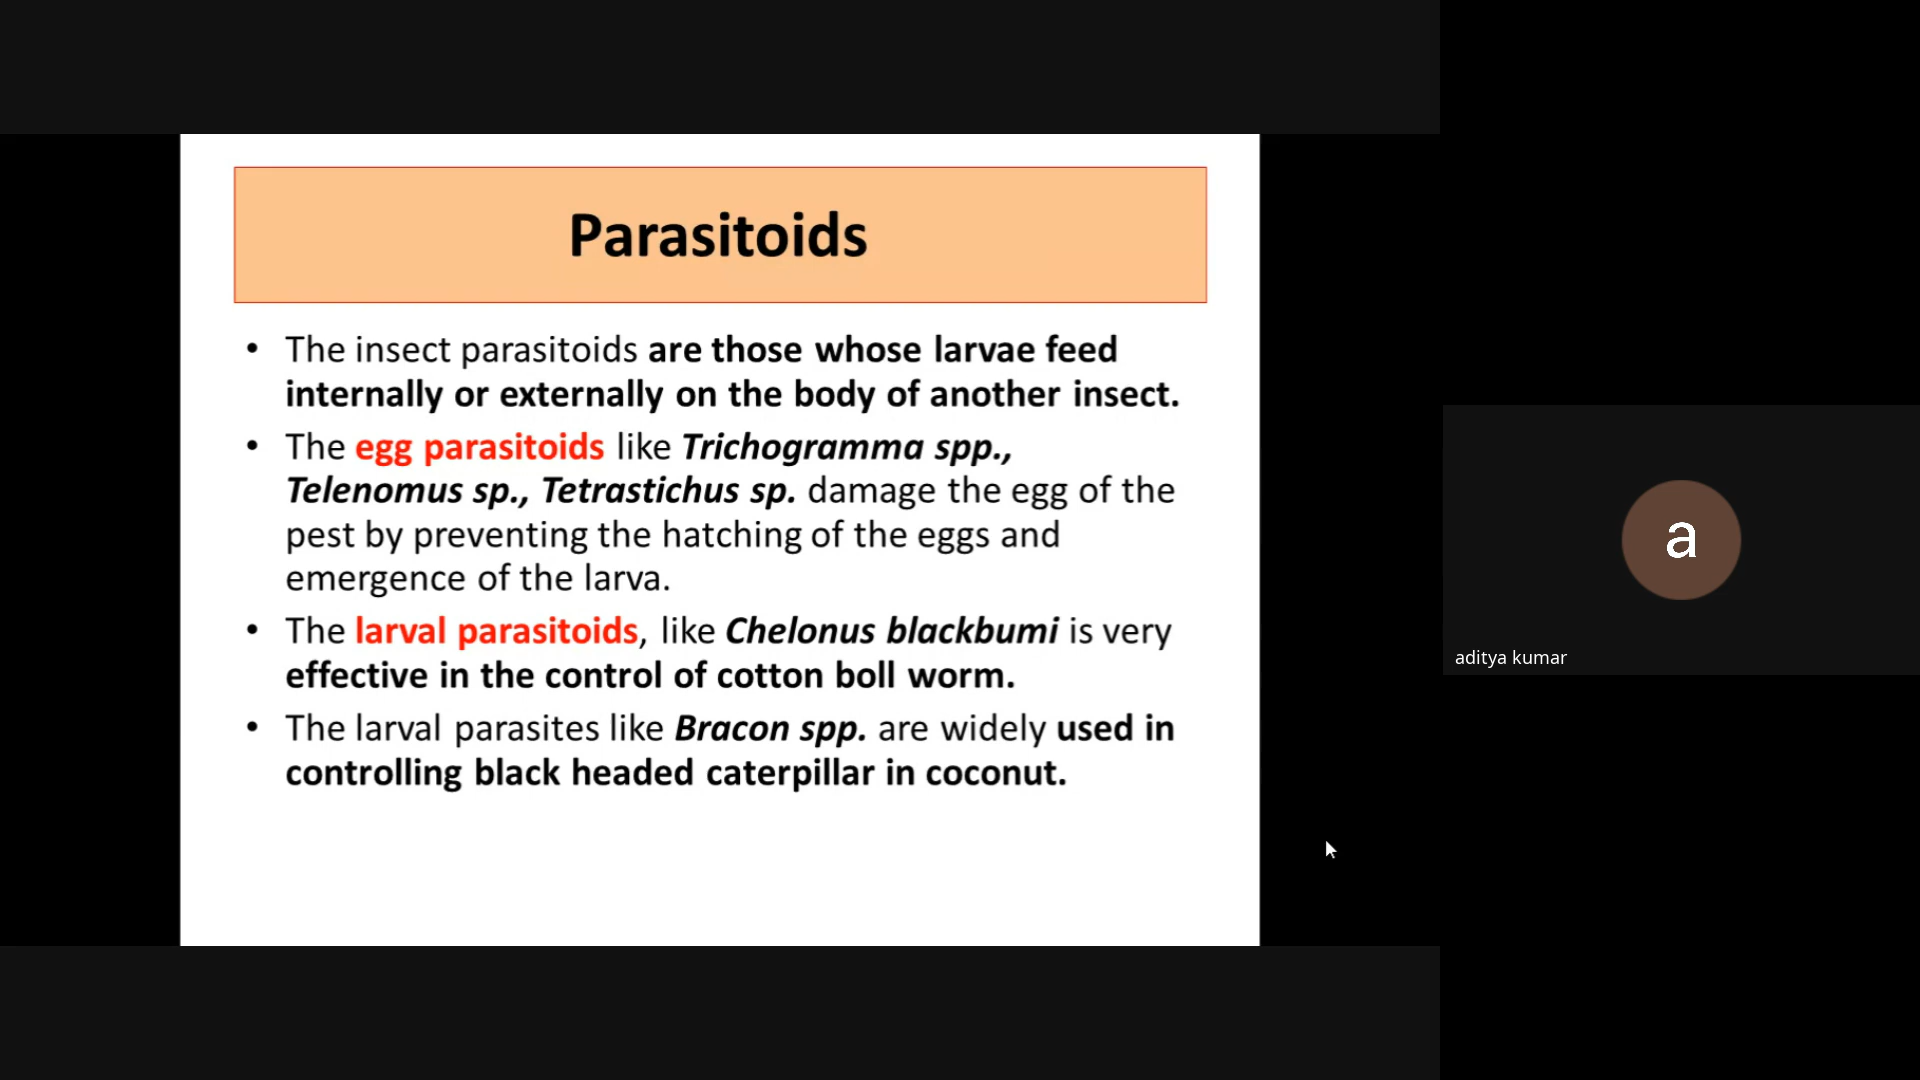 Parasitoids
• The insect parasitoids are those whose larvae feed
internally or externally on the body of another insect.
• The egg parasitoids like Trichogramma spp.,
Telenomus sp., Tetrastichus sp. damage the egg of the
pest by preventing the hatching of the eggs and
emergence of the larva.
• The larval parasitoids, like Chelonus blackbumi is very
effective in the control of cotton boll worm.
• The larval parasites like Bracon spp. are widely used in
controlling black headed caterpillar in coconut.
a
aditya kumar